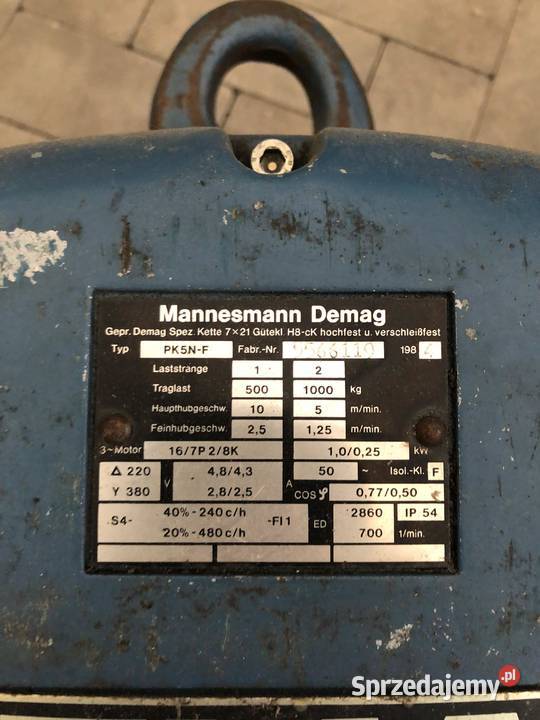 Mannesmann Demag
Gepr. Demag Spez. Kette 7×21 Gütekl. H8-cK hochfest u. verschleißfest
Typ PK5N-F Fabr.-Nr. 198
Laststränge 1 2
Traglast 500 1000 kg
Haupthubgeschw. 10 5 m/min.
Feinhubgeschw. 2,5 1,25 m/min.
3~Motor 16/7P 2/8K 1,0/0,25 kW
Δ 220 V 4,8/4,3 A 50 ~ Isol.-Kl. F
Y 380 2,8/2,5 cos φ 0,77/0,50
S4- 40%-240 c/h -FI1 ED 2860 IP 54
20%-480 c/h 700 1/min.
Sprzedajemy.pl